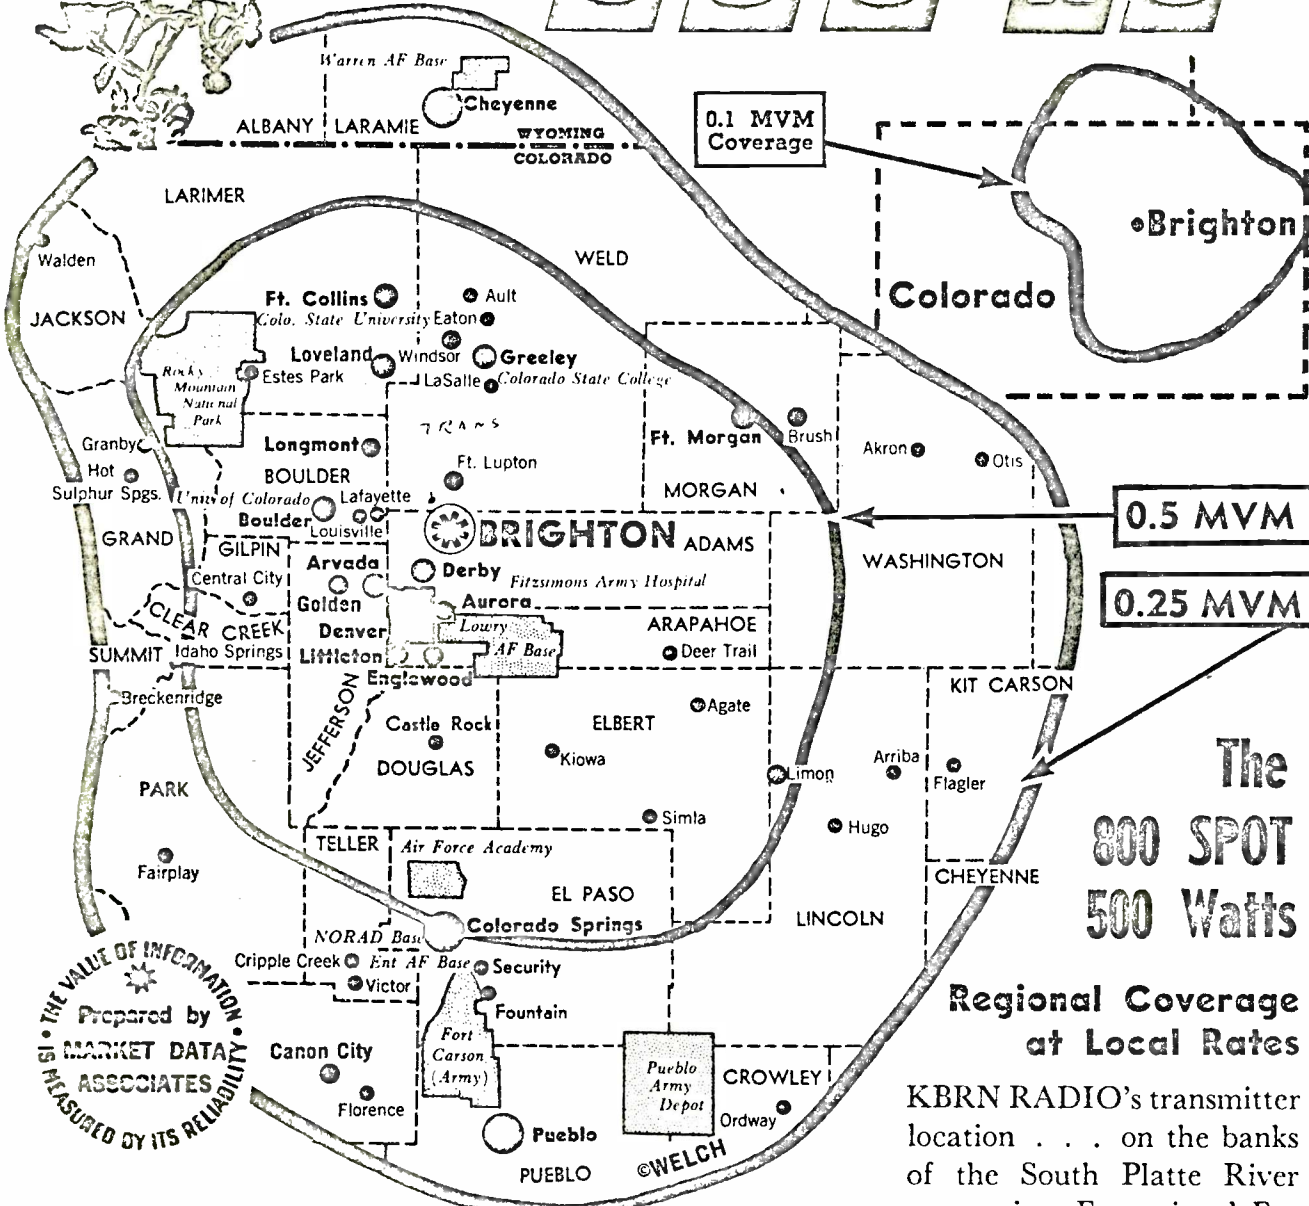 Warren AF Base
Cheyenne
ALBANY
LARAMIE
WYOMING
COLORADO
0.1 MVM
Coverage
LARIMER
Brighton
Colorado
Walden
WELD
JACKSON
Ft. Collins
Ault
Colo. State University
Eaton
Loveland
Windsor
Greeley
Rocky
Mountain
National
Park
Estes Park
LaSalle
Colorado State College
TRANS
Granby
Longmont
Ft. Morgan
Brush
Akron
Otis
Hot
Sulphur Spgs.
BOULDER
Ft. Lupton
MORGAN
Univ. of Colorado
Lafayette
Boulder
Louisville
BRIGHTON
ADAMS
0.5 MVM
GRAND
GILPIN
Arvada
Derby
Fitzsimons Army Hospital
WASHINGTON
Central City
Golden
Aurora
0.25 MVM
CLEAR CREEK
Denver
Lowry
AF Base
ARAPAHOE
SUMMIT
Idaho Springs
Littleton
Deer Trail
Englewood
KIT CARSON
Breckenridge
JEFFERSON
Castle Rock
ELBERT
Agate
DOUGLAS
Kiowa
Arriba
Limon
Flagler
PARK
Simla
Hugo
The
800 SPOT
500 Watts
TELLER
Air Force Academy
Fairplay
EL PASO
CHEYENNE
Colorado Springs
LINCOLN
NORAD Base
Cripple Creek
Ent AF Base
Security
Victor
Fountain
Regional Coverage
at Local Rates
THE VALUE OF INFORMATION
IS MEASURED BY ITS RELIABILITY
Prepared by
MARKET DATA
ASSOCIATES
Canon City
Fort
Carson
(Army)
Florence
Pueblo
Army
Depot
CROWLEY
Ordway
Pueblo
PUEBLO
©WELCH
KBRN RADIO's transmitter
location . . . on the banks
of the South Platte River